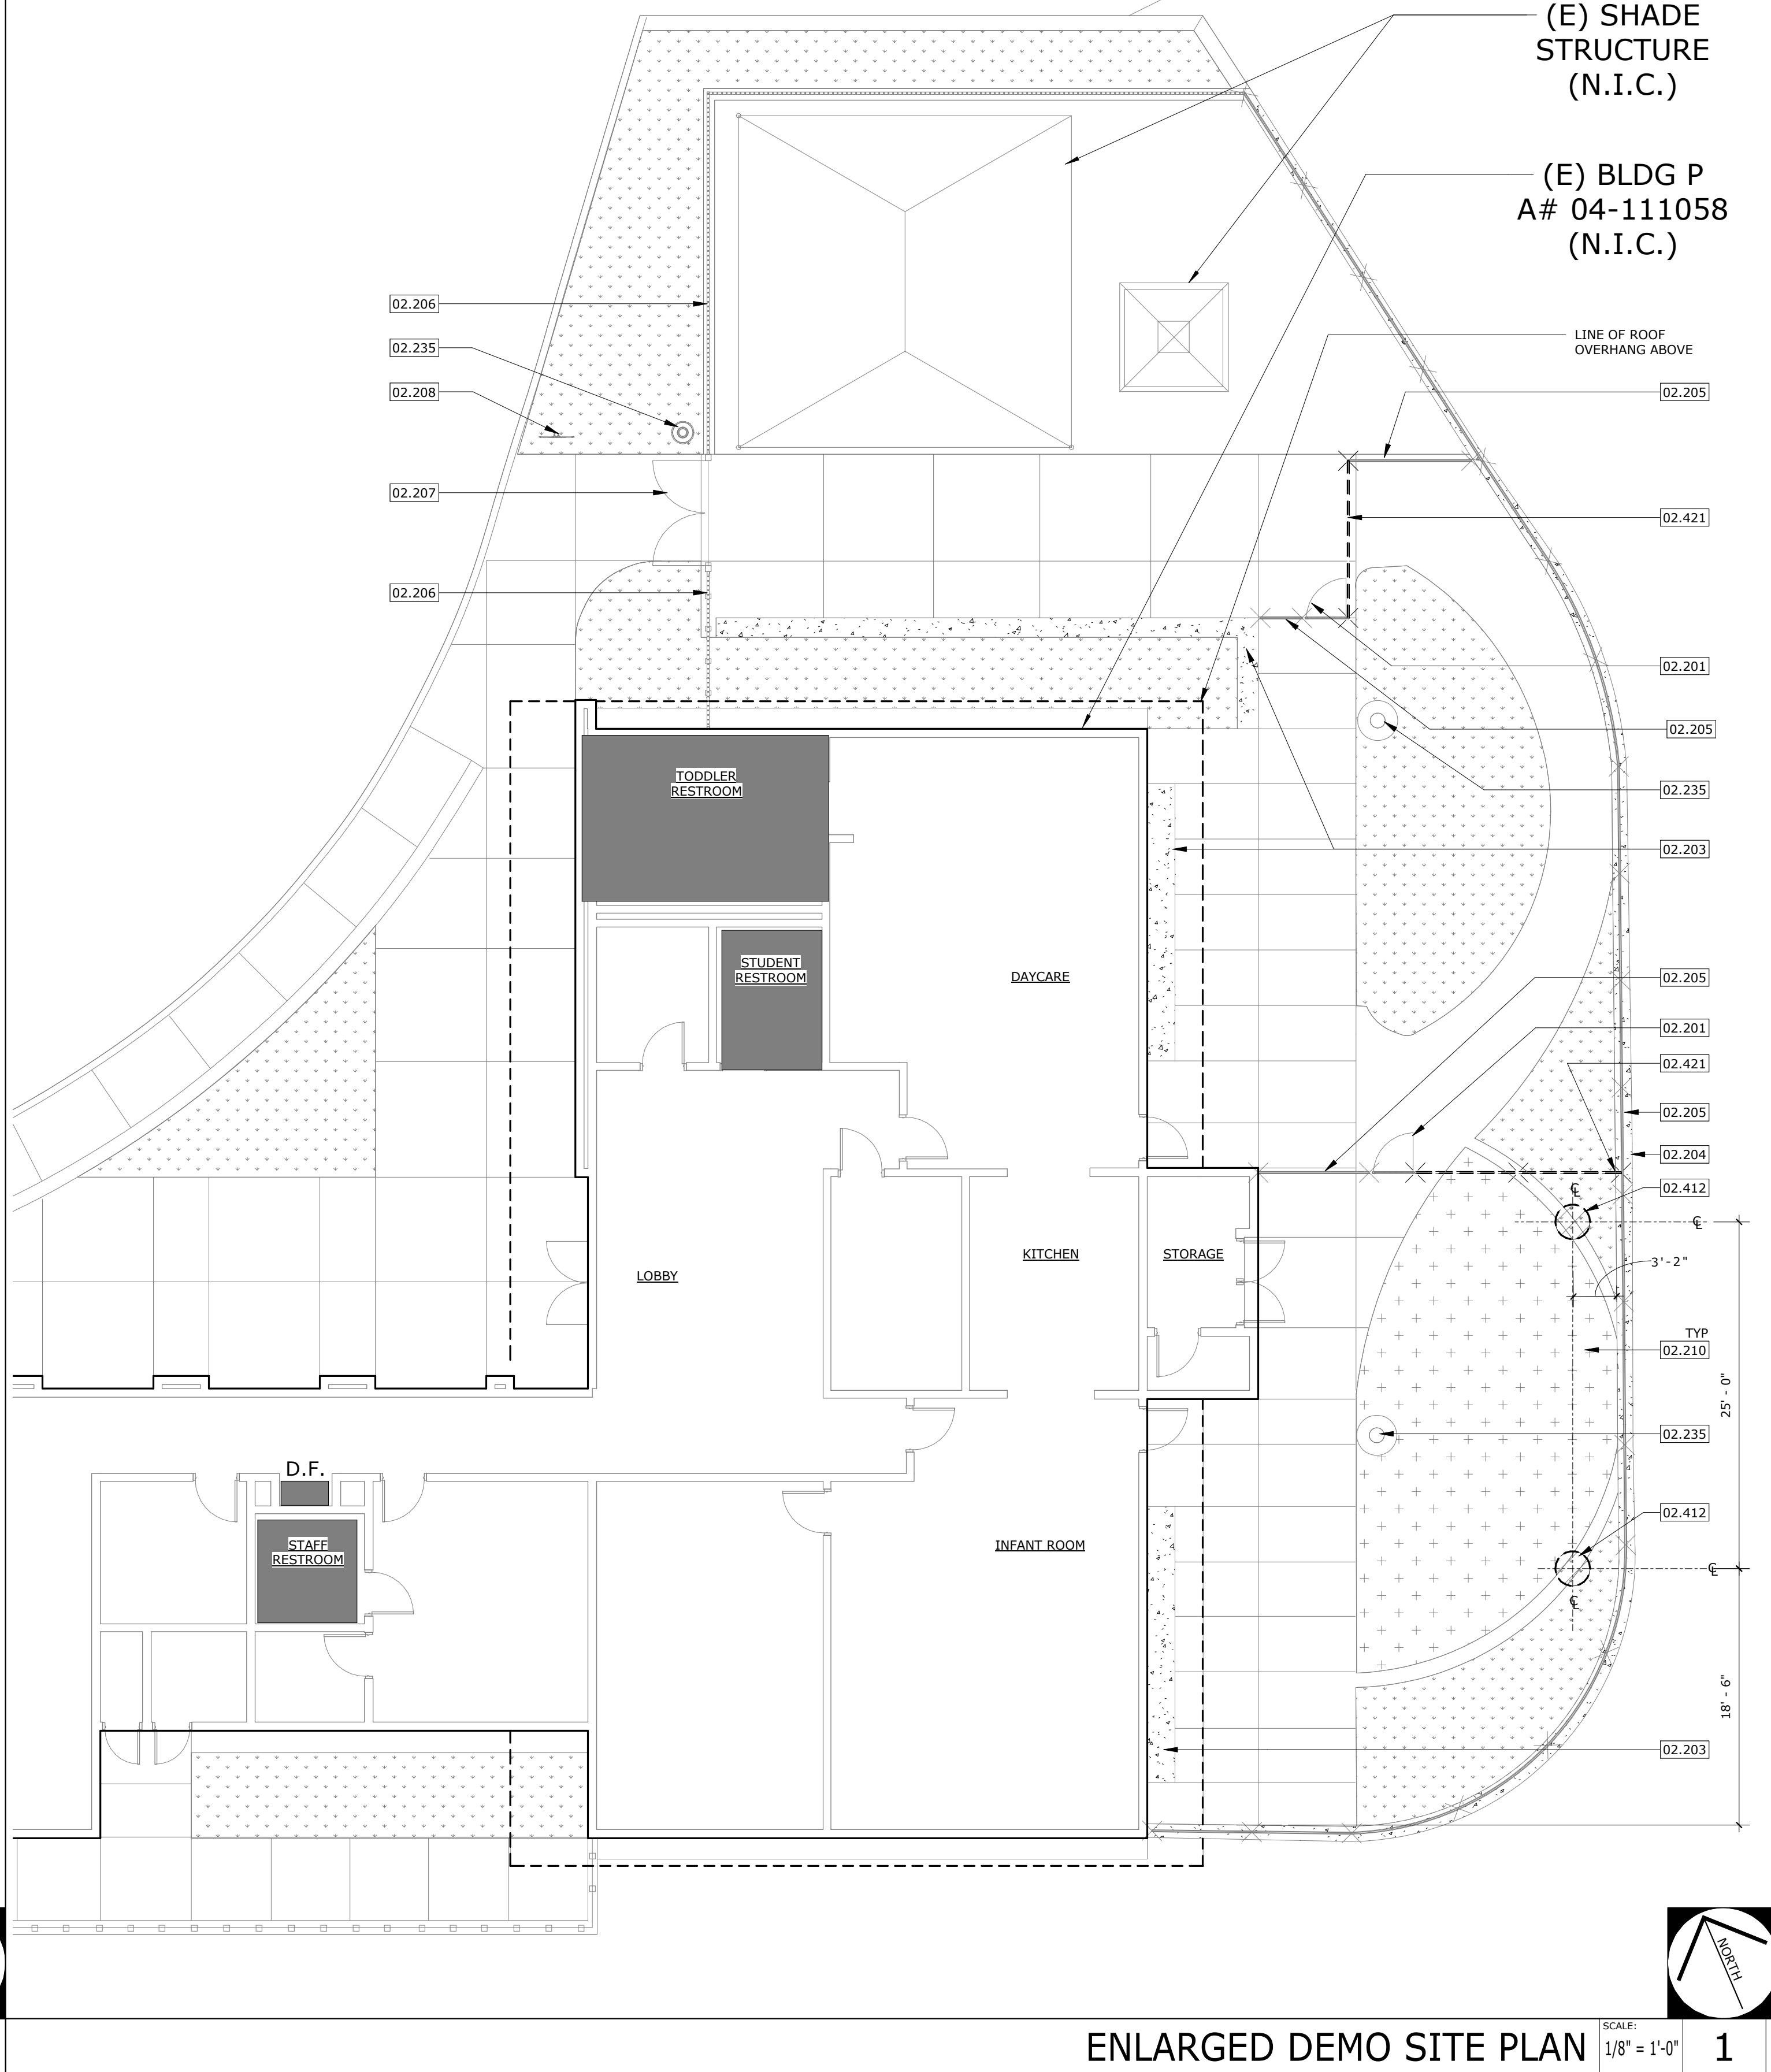 (E) SHADE
STRUCTURE
(N.I.C.)
(E) BLDG P
A# 04-111058
(N.I.C.)
LINE OF ROOF
OVERHANG ABOVE
02.206
02.235
02.208
02.207
02.206
02.205
02.421
02.201
02.205
02.235
02.203
02.205
02.201
02.421
02.205
02.204
02.412
3'-2"
TYP
02.210
25' - 0"
02.235
02.412
18' - 6"
02.203
TODDLER
RESTROOM
STUDENT
RESTROOM
DAYCARE
LOBBY
KITCHEN
STORAGE
D.F.
STAFF
RESTROOM
INFANT ROOM
℄
℄
℄
℄
NORTH
ENLARGED DEMO SITE PLAN
SCALE:
1/8" = 1'-0"
1